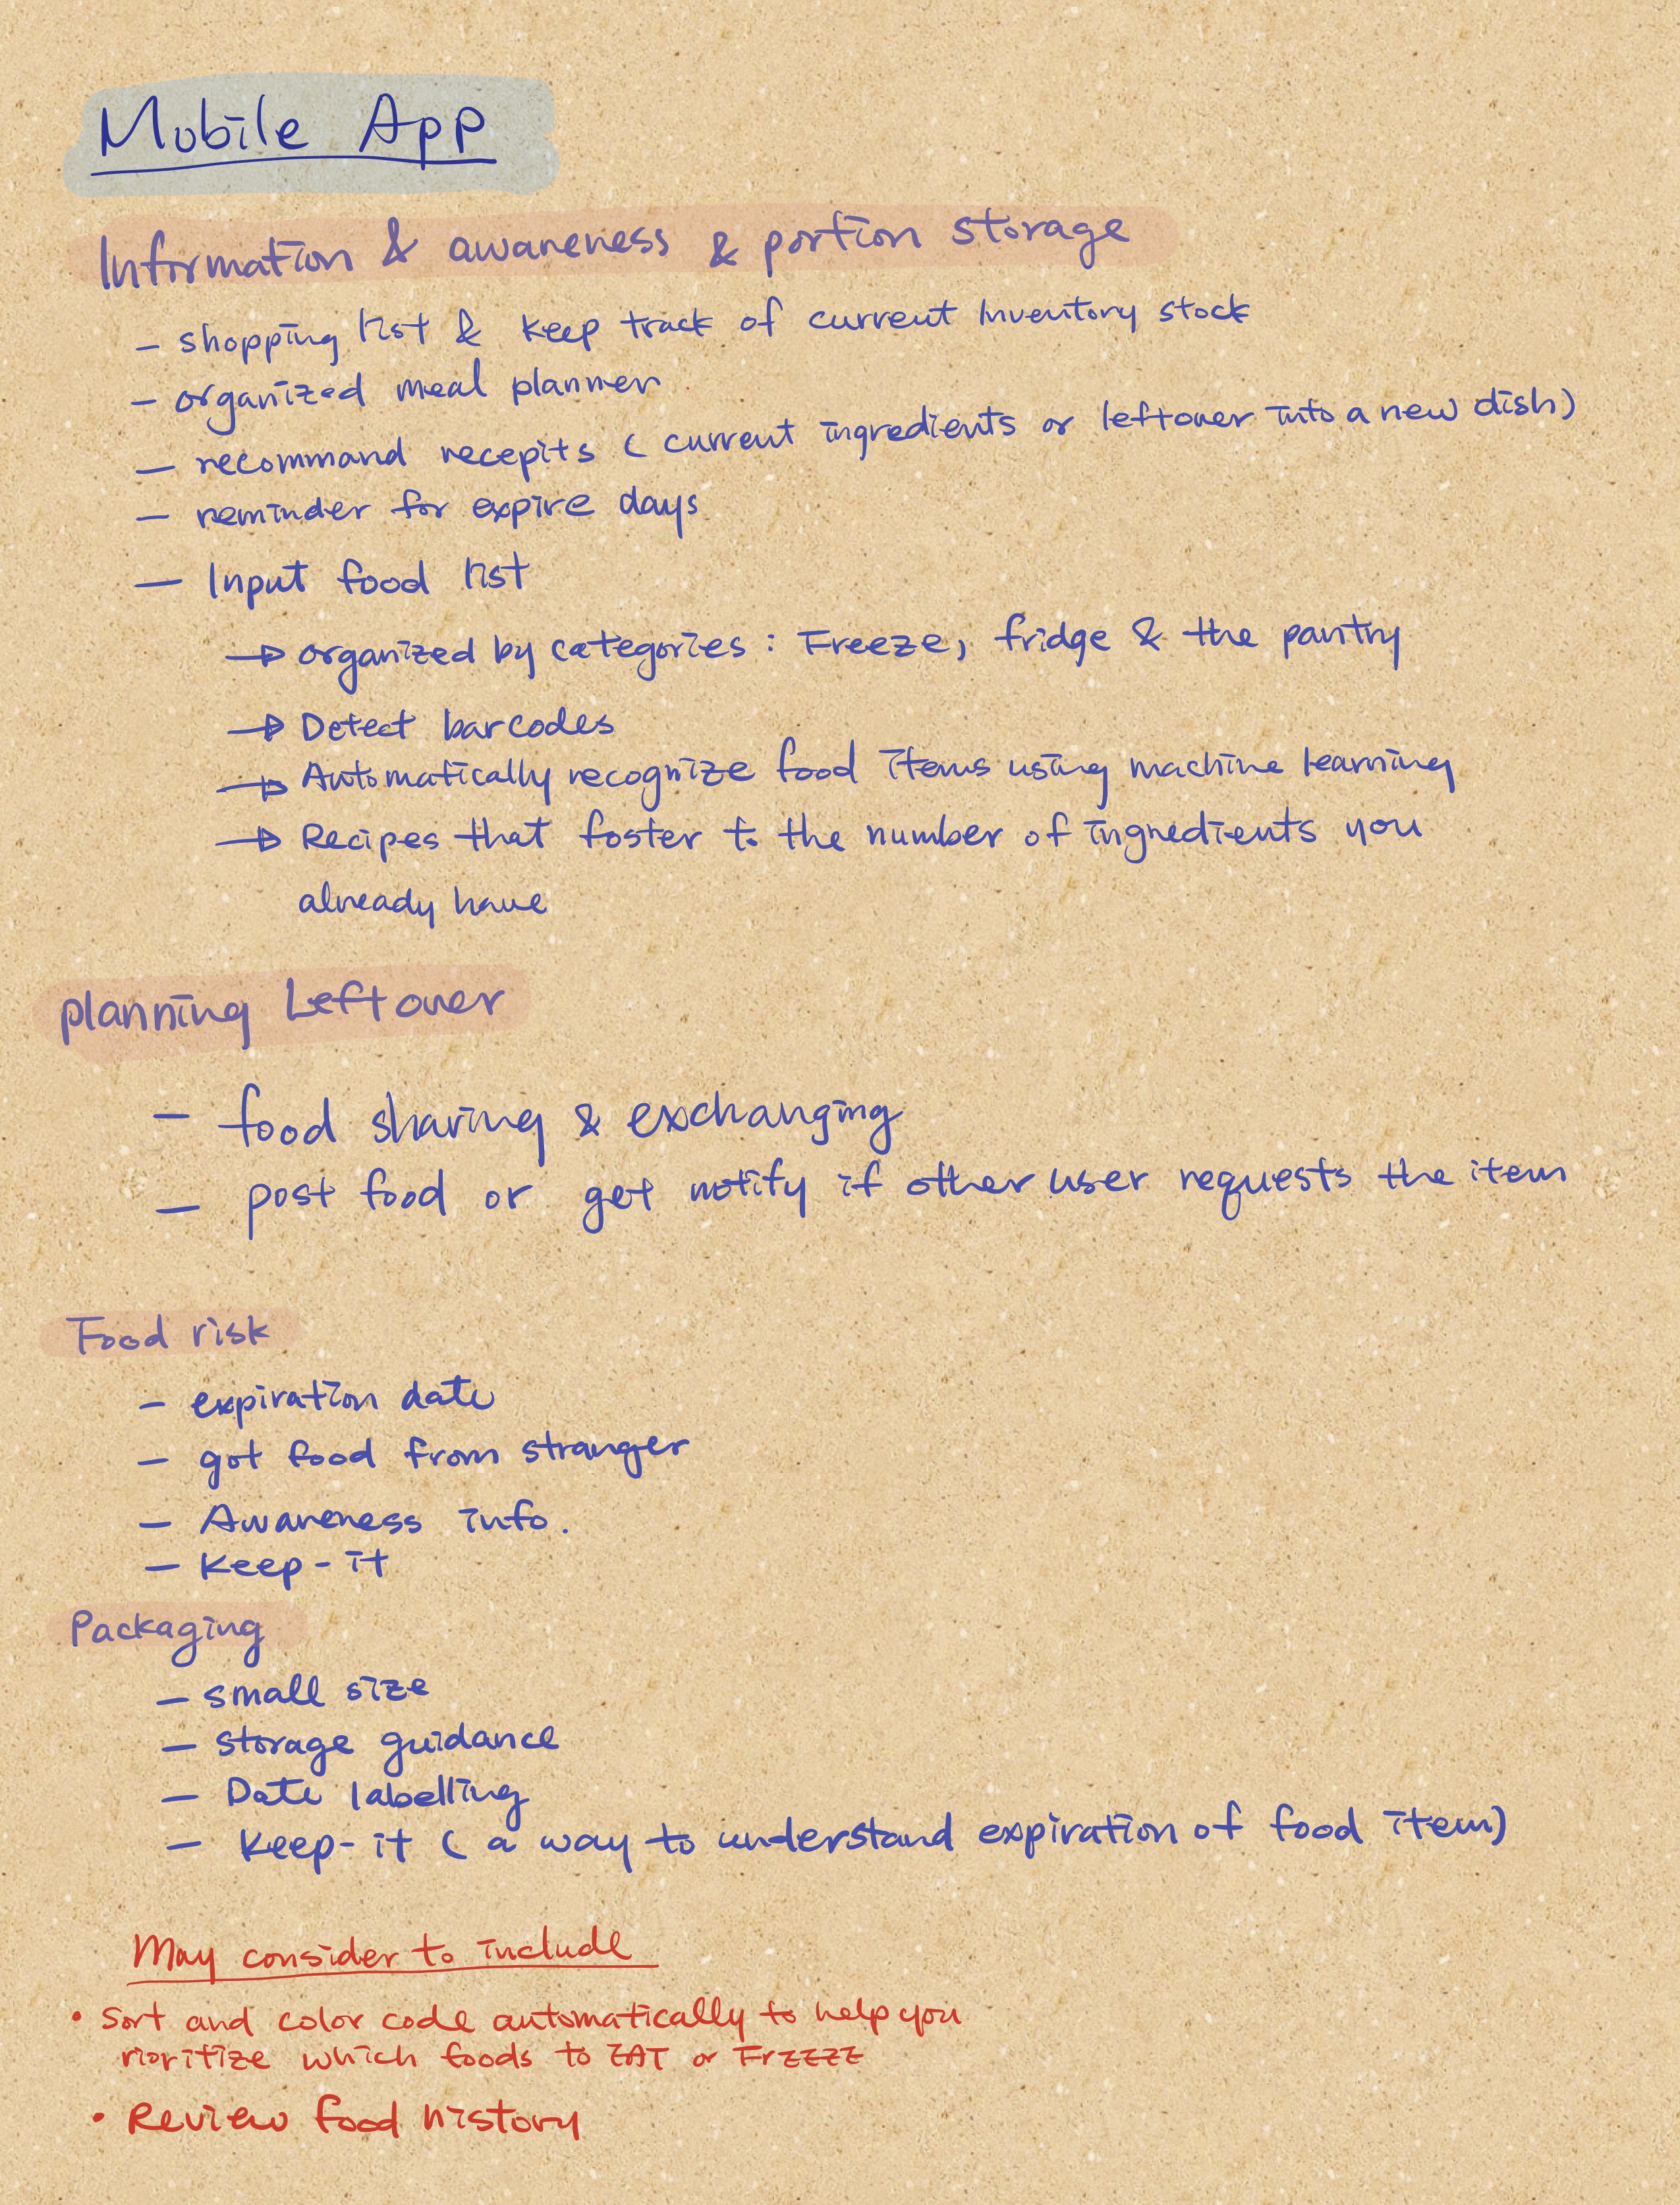 Mobile App
Information & awareness & portion storage
- shopping list & keep track of current Inventory stock
- organized meal planner
- recommand recepits ( current ingredients or leftover into a new dish)
- reminder for expire days
- Input food list
→ organized by categories : Freeze, fridge & the pantry
→ Detect barcodes
→ Automatically recognize food items using machine learning
→ Recipes that foster to the number of ingredients you
already have
planning Leftover
- food sharing & exchanging
- post food or get notify if other user requests the item
Food risk
- expiration date
- got food from stranger
- Awareness info.
- Keep-it
Packaging
- small size
- storage guidance
- Date labelling
- keep-it ( a way to understand expiration of food item)
May consider to include
• Sort and color code automatically to help you
rioritize which foods to EAT or FrEEZE
• Review food history